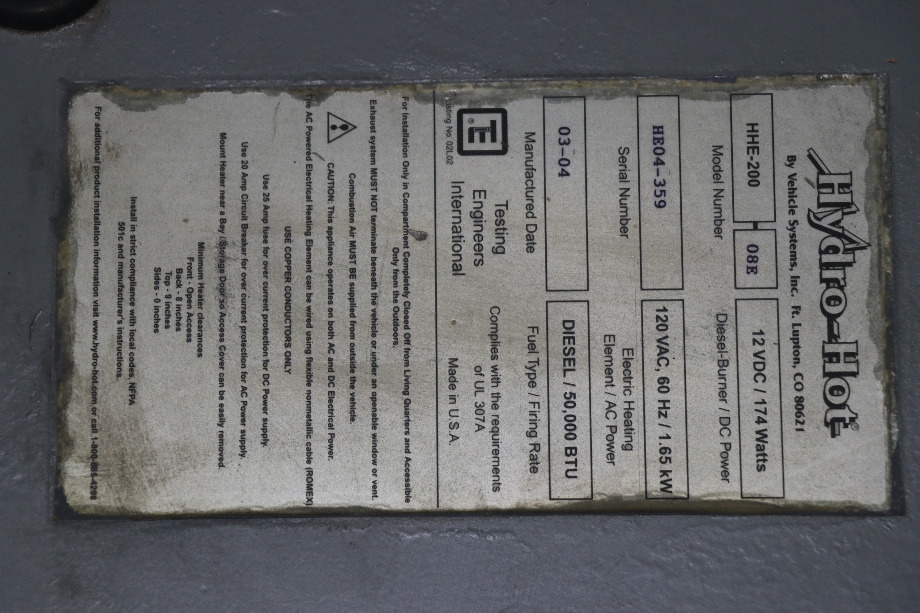 Hydro-Hot®
By Vehicle Systems, Inc. Ft. Lupton, CO 80621
HHE-200 - 08E
Model Number
12 VDC / 174 Watts
Diesel-Burner / DC Power
HE04-359
Serial Number
120 VAC, 60 Hz / 1.65 kW
Electric Heating
Element / AC Power
03-04
Manufactured Date
DIESEL / 50,000 BTU
Fuel Type / Firing Rate
TE®
Listing No. 02L02
Testing
Engineers
International
Complies with the requirements
of UL 307A
Made in U.S.A.
For Installation Only in Compartment Completely Closed Off from Living Quarters and Accessible
Only from the Outdoors.
Exhaust system MUST NOT terminate beneath the vehicle or under an openable window or vent.
Combustion Air MUST BE supplied from outside the vehicle.
CAUTION: This appliance operates on both AC and DC Electrical Power.
The AC Powered Electrical Heating Element can be wired using flexible nonmetallic cable (ROMEX)
USE COPPER CONDUCTORS ONLY
Use 25 Amp fuse for over current protection for DC Power supply.
Use 20 Amp Circuit Breaker for over current protection for AC Power supply.
Mount Heater near a Bay / Storage Door so Access Cover can be easily removed.
Minimum Heater clearances
Front - Open Access
Back - 8 inches
Top - 9 inches
Sides - 0 inches
Install in strict compliance with local codes, NFPA
501c and manufacturer's instructions.
For additional product installation information visit www.hydro-hot.com or call